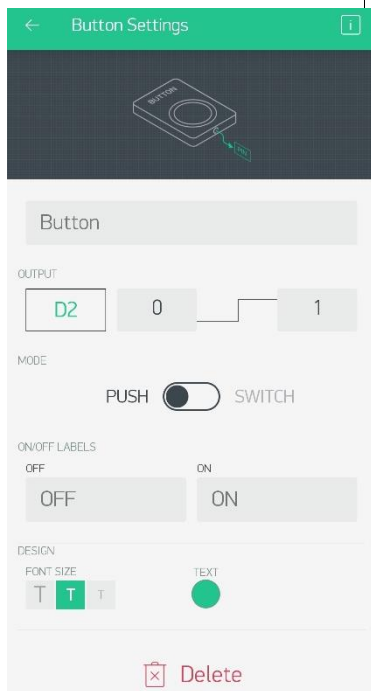 Button Settings
i
BUTTON
PIN
Button
OUTPUT
D2 0 1
MODE
PUSH SWITCH
ON/OFF LABELS
OFF ON
OFF ON
DESIGN
FONT SIZE TEXT
T T T
Delete